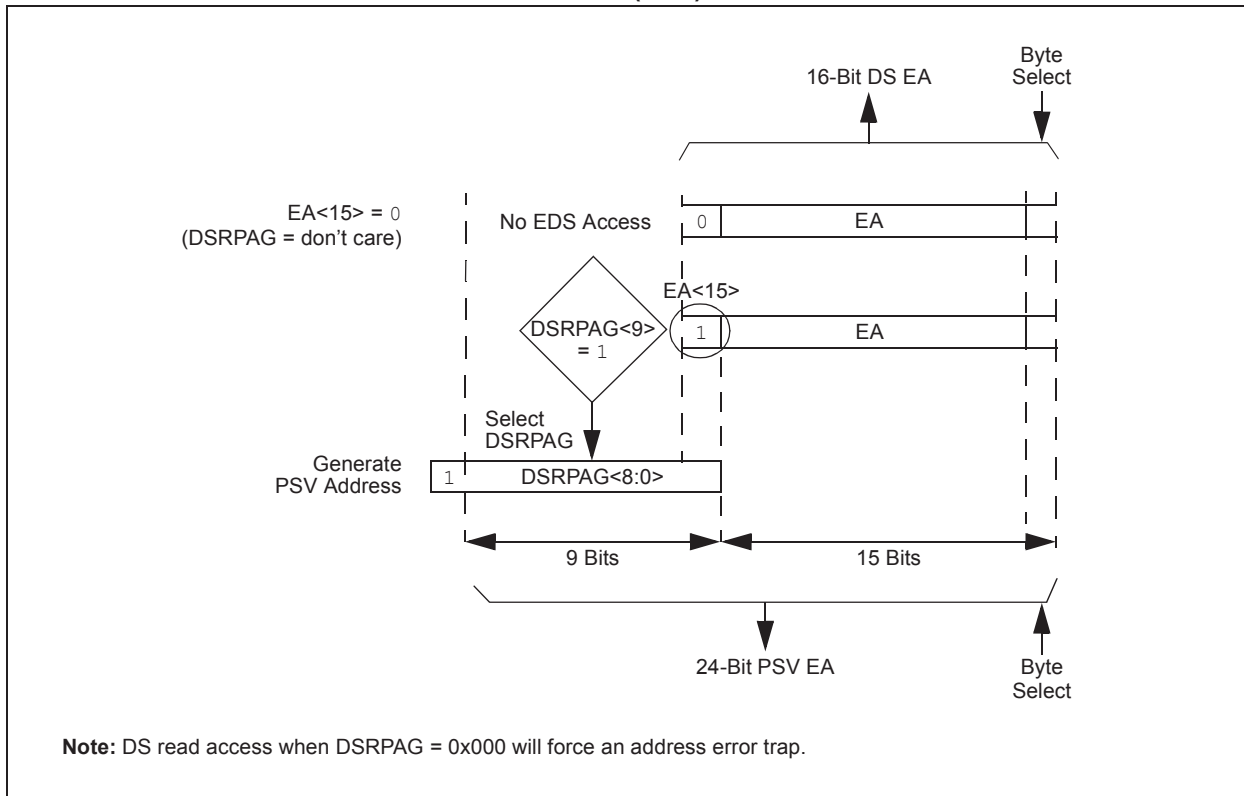 16-Bit DS EA
Byte
Select
EA<15> = 0
(DSRPAG = don't care)
No EDS Access
0
EA
EA<15>
DSRPAG<9>
= 1
1
EA
Select
DSRPAG
Generate
PSV Address
1
DSRPAG<8:0>
9 Bits
15 Bits
24-Bit PSV EA
Byte
Select
Note: DS read access when DSRPAG = 0x000 will force an address error trap.